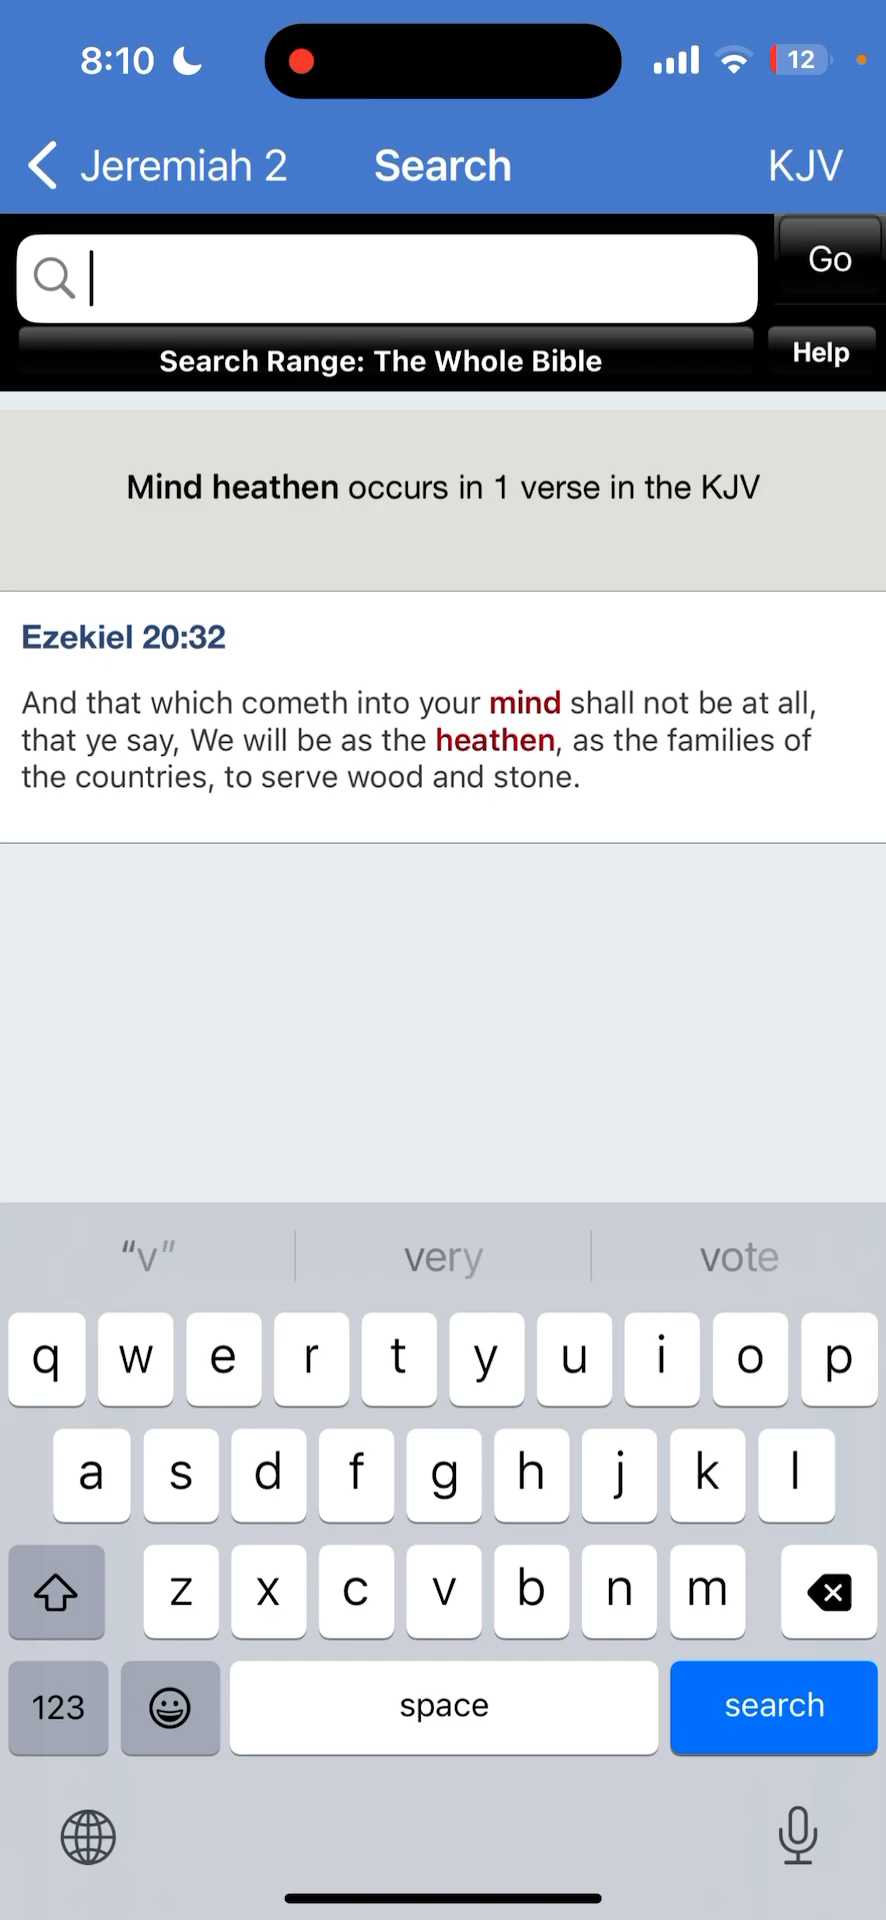 8:10
12
Jeremiah 2 Search KJV
Go
Search Range: The Whole Bible Help
Mind heathen occurs in 1 verse in the KJV
Ezekiel 20:32
And that which cometh into your mind shall not be at all,
that ye say, We will be as the heathen, as the families of
the countries, to serve wood and stone.
“v” very vote
q w e r t y u i o p
a s d f g h j k l
z x c v b n m
123 space search